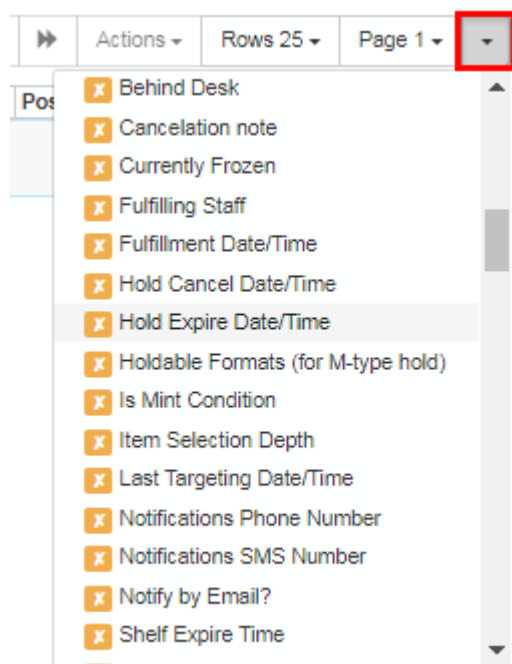 Actions Rows 25 Page 1
Pos
Behind Desk
Cancelation note
Currently Frozen
Fulfilling Staff
Fulfillment Date/Time
Hold Cancel Date/Time
Hold Expire Date/Time
Holdable Formats (for M-type hold)
Is Mint Condition
Item Selection Depth
Last Targeting Date/Time
Notifications Phone Number
Notifications SMS Number
Notify by Email?
Shelf Expire Time